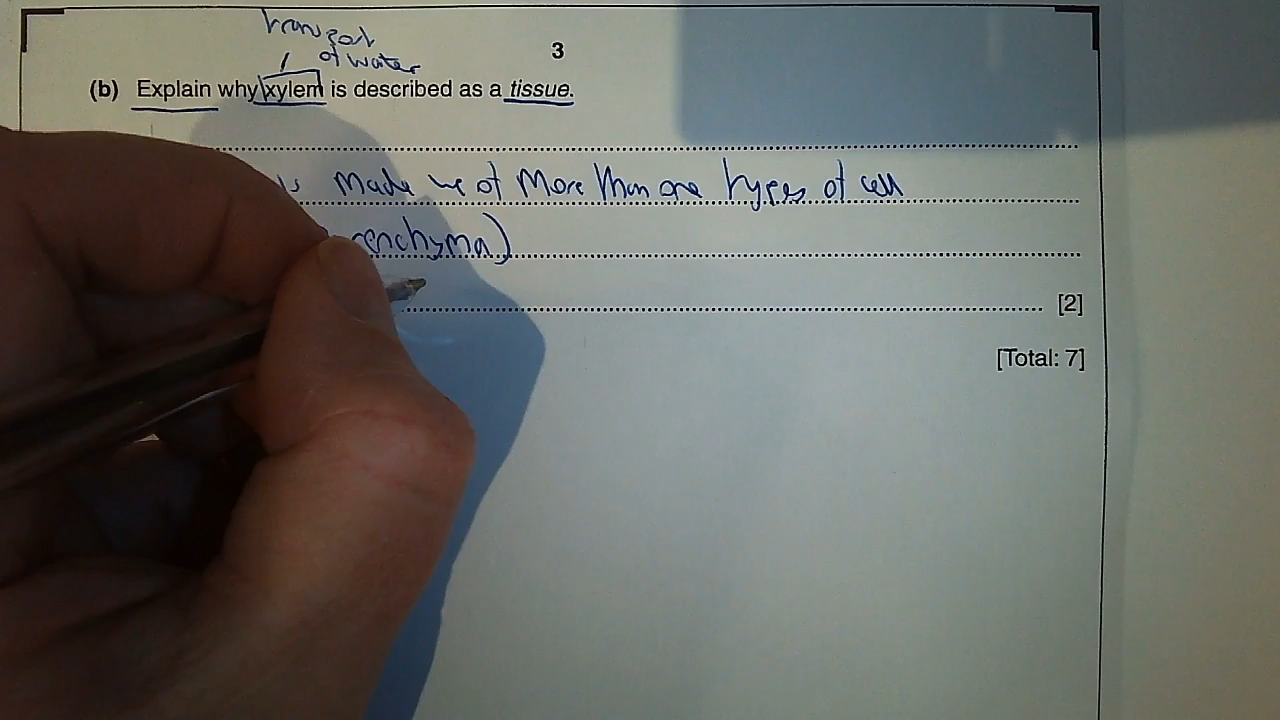 transport
of water
3
(b) Explain why xylem is described as a tissue.
is made up of More than one types of cell
renchyma)
[2]
[Total: 7]